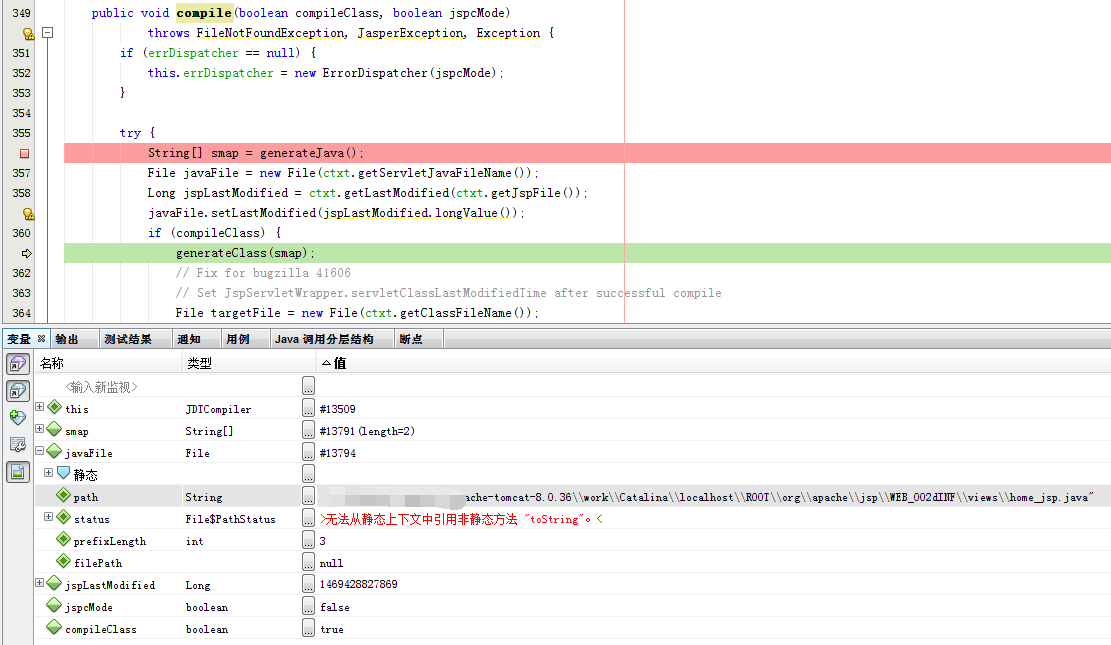 349 public void compile(boolean compileClass, boolean jspcMode)
throws FileNotFoundException, JasperException, Exception {
351 if (errDispatcher == null) {
352 this.errDispatcher = new ErrorDispatcher(jspcMode);
353 }
354
355 try {
String[] smap = generateJava();
357 File javaFile = new File(ctxt.getServletJavaFileName());
358 Long jspLastModified = ctxt.getLastModified(ctxt.getJspFile());
javaFile.setLastModified(jspLastModified.longValue());
360 if (compileClass) {
generateClass(smap);
362 // Fix for bugzilla 41606
363 // Set JspServletWrapper.servletClassLastModifiedTime after successful compile
364 File targetFile = new File(ctxt.getClassFileName());
变量 输出 测试结果 通知 用例 Java 调用分层结构 断点
名称 类型 值
<输入新监视> ...
this JDTCompiler ... #13509
smap String[] ... #13791(length=2)
javaFile File ... #13794
静态 ...
path String ... ache-tomcat-8.0.36\\work\\Catalina\\localhost\\ROOT\\org\\apache\\jsp\\WEB_002dINF\\views\\home_jsp.java"
status File$PathStatus ... >无法从静态上下文中引用非静态方法 "toString"。<
prefixLength int ... 3
filePath ... null
jspLastModified Long ... 1469428827869
jspcMode boolean ... false
compileClass boolean ... true